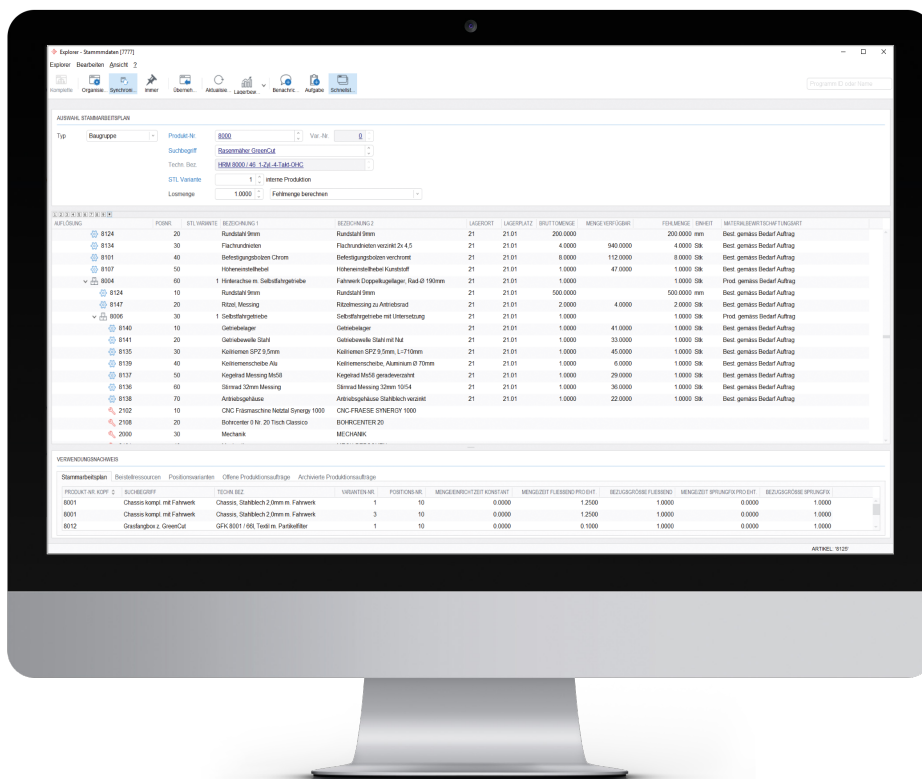 Explorer - Stammdaten [7777]
Explorer Bearbeiten Ansicht ?
Komplette Organisie... Synchroni... Immer Überneh... Aktualisie... Lagerbew... Benachric... Aufgabe Schnellst...
Programm ID oder Name
AUSWAHL STAMMARBEITSPLAN
Typ Baugruppe Produkt-Nr. 8000 Var.-Nr. 0
Suchbegriff Rasenmäher GreenCut
Techn. Bez. HRM 8000 / 46 1-Zyl.-4-Takt-OHC
STL Variante 1 interne Produktion
Losmenge 1.0000 Fehlmenge berechnen
1 2 3 4 5 6 7 8 9
AUFLÖSUNG POSNR. STL VARIANTE BEZEICHNUNG 1 BEZEICHNUNG 2 LAGERORT LAGERPLATZ BRUTTOMENGE MENGE VERFÜGBAR FEHLMENGE EINHEIT MATERIALBEWIRTSCHAFTUNGSART
8124 20 Rundstahl 9mm Rundstahl 9mm 21 21.01 200.0000 200.0000 mm Best. gemäss Bedarf Auftrag
8134 30 Flachrundnieten Flachrundnieten verzinkt 2x 4,5 21 21.01 4.0000 940.0000 4.0000 Stk Best. gemäss Bedarf Auftrag
8101 40 Befestigungsbolzen Chrom Befestigungsbolzen verchromt 21 21.01 8.0000 112.0000 8.0000 Stk Best. gemäss Bedarf Auftrag
8107 50 Höheneinstellhebel Höheneinstellhebel Kunststoff 21 21.01 1.0000 47.0000 1.0000 Stk Best. gemäss Bedarf Auftrag
8004 60 1 Hinterachse m. Selbstfahrgetriebe Fahrwerk Doppelkugellager, Rad-Ø 190mm 21 21.01 1.0000 1.0000 Stk Prod. gemäss Bedarf Auftrag
8124 10 Rundstahl 9mm Rundstahl 9mm 21 21.01 500.0000 500.0000 mm Best. gemäss Bedarf Auftrag
8147 20 Ritzel, Messing Ritzelmessing zu Antriebsrad 21 21.01 2.0000 4.0000 2.0000 Stk Best. gemäss Bedarf Auftrag
8006 30 1 Selbstfahrgetriebe Selbstfahrgetriebe mit Untersetzung 21 21.01 1.0000 1.0000 Stk Prod. gemäss Bedarf Auftrag
8140 10 Getriebelager Getriebelager 21 21.01 1.0000 41.0000 1.0000 Stk Best. gemäss Bedarf Auftrag
8141 20 Getriebewelle Stahl Getriebewelle Stahl mit Nut 21 21.01 1.0000 33.0000 1.0000 Stk Best. gemäss Bedarf Auftrag
8135 30 Keilriemen SPZ 9,5mm Keilriemen SPZ 9,5mm, L=710mm 21 21.01 1.0000 45.0000 1.0000 Stk Best. gemäss Bedarf Auftrag
8139 40 Keilriemenscheibe Alu Keilriemenscheibe, Aluminium Ø 70mm 21 21.01 1.0000 6.0000 1.0000 Stk Best. gemäss Bedarf Auftrag
8137 50 Kegelrad Messing Ms58 Kegelrad Ms58 geradeverzahnt 21 21.01 1.0000 29.0000 1.0000 Stk Best. gemäss Bedarf Auftrag
8136 60 Stirnrad 32mm Messing Stirnrad Messing 32mm 10/54 21 21.01 1.0000 36.0000 1.0000 Stk Best. gemäss Bedarf Auftrag
8138 70 Antriebsgehäuse Antriebsgehäuse Stahlblech verzinkt 21 21.01 1.0000 22.0000 1.0000 Stk Best. gemäss Bedarf Auftrag
2102 10 CNC Fräsmaschine Netztal Synergy 1000 CNC-FRAESE SYNERGY 1000
2108 20 Bohrcenter 0 Nr. 20 Tisch Classico BOHRCENTER 20
2000 30 Mechanik MECHANIK
VERWENDUNGSNACHWEIS
Stammarbeitsplan Bestellressourcen Positionsvarianten Offene Produktionsaufträge Archivierte Produktionsaufträge
PRODUKT-NR. KOPF SUCHBEGRIFF TECHN. BEZ. VARIANTEN-NR. POSITIONS-NR. MENGE/EINRICHTZEIT KONSTANT MENGE/ZEIT FLIESSEND PRO EHT BEZUGSGRÖSSE FLIESSEND MENGE/ZEIT SPRUNGFIX PRO EHT BEZUGSGRÖSSE SPRUNGFIX
8001 Chassis kompl. mit Fahrwerk Chassis, Stahlblech 2,0mm m. Fahrwerk 1 10 0.0000 1.2500 1.0000 0.0000 1.0000
8001 Chassis kompl. mit Fahrwerk Chassis, Stahlblech 2,0mm m. Fahrwerk 3 10 0.0000 1.2500 1.0000 0.0000 1.0000
8012 Grasfangbox z. GreenCut GFK 8001 / 66l, Textil m. Partikelfilter 1 10 0.0000 0.1000 1.0000 0.0000 1.0000
ARTIKEL '8125'